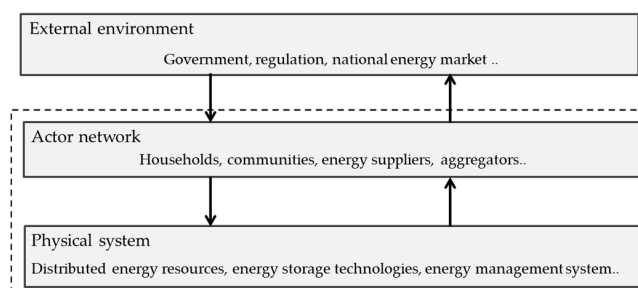 External environment
Government, regulation, national energy market ..
Actor network
Households, communities, energy suppliers, aggregators..
Physical system
Distributed energy resources, energy storage technologies, energy management system..